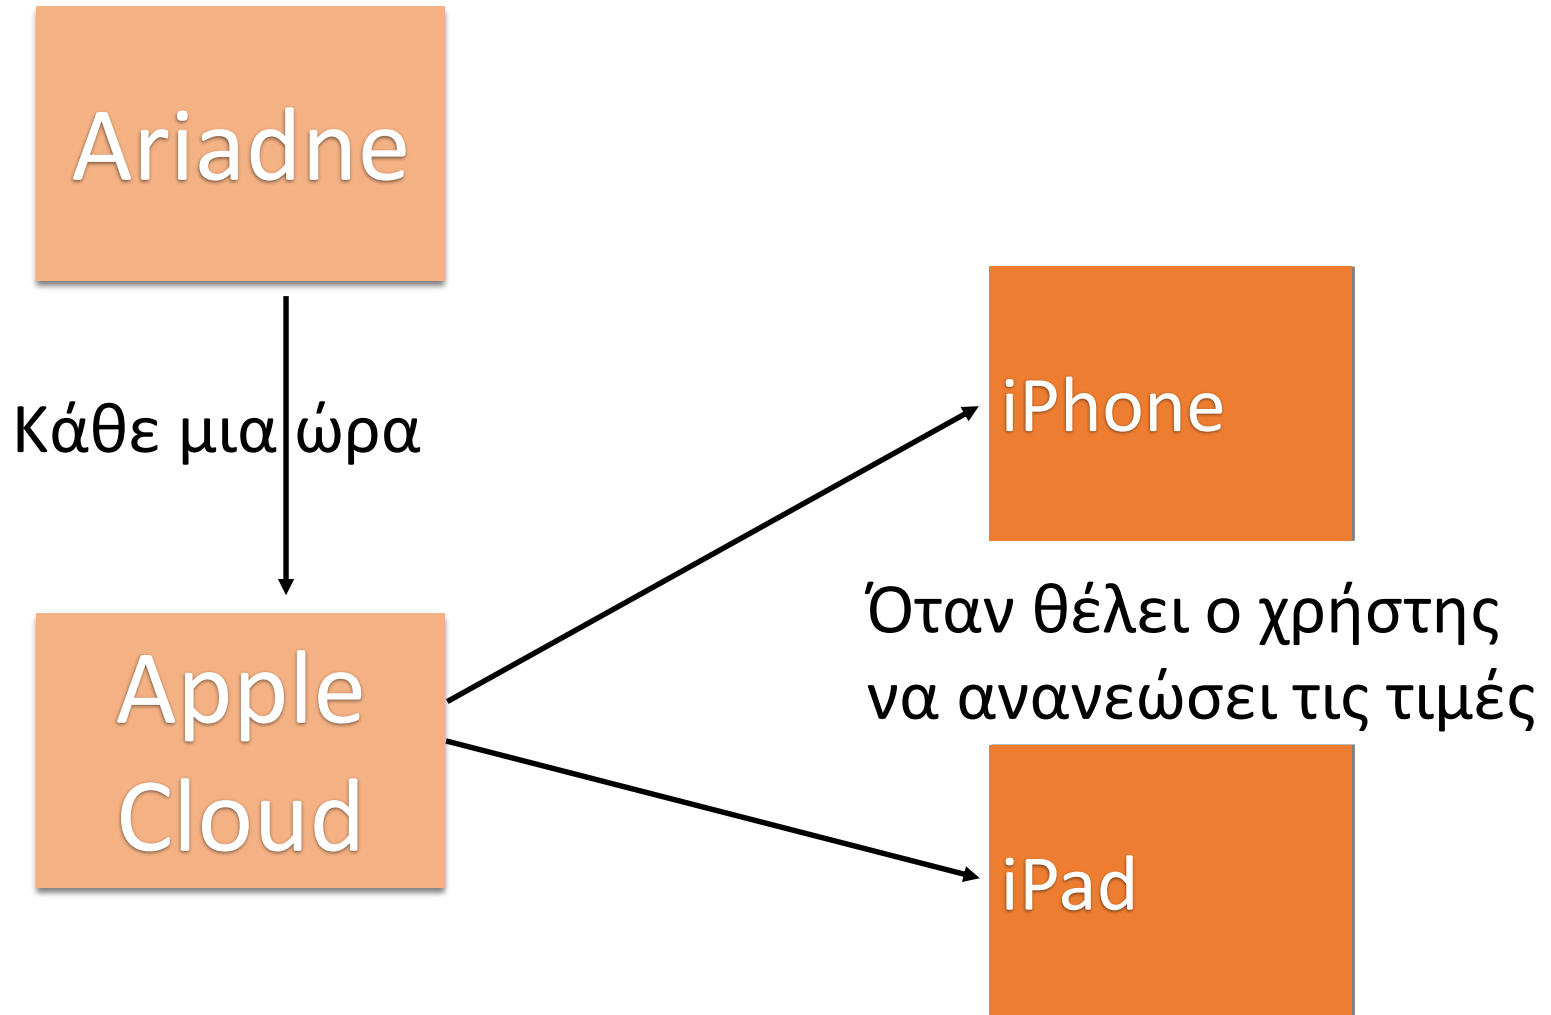 Ariadne
Κάθε μια ώρα
Apple
Cloud
iPhone
Όταν θέλει ο χρήστης
να ανανεώσει τις τιμές
iPad